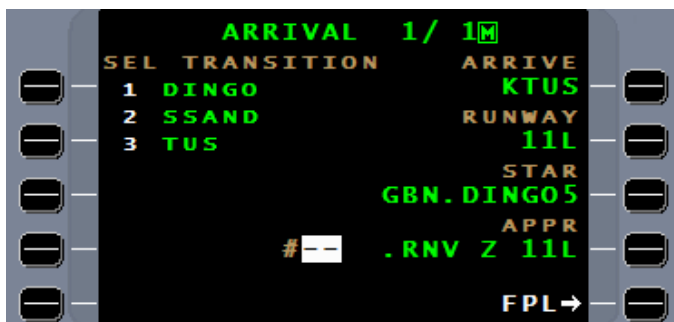 ARRIVAL 1/ 1M
SEL TRANSITION ARRIVE
1 DINGO KTUS
2 SSAND RUNWAY
3 TUS 11L
STAR
GBN.DINGO5
APPR
#-- .RNV Z 11L
FPL→